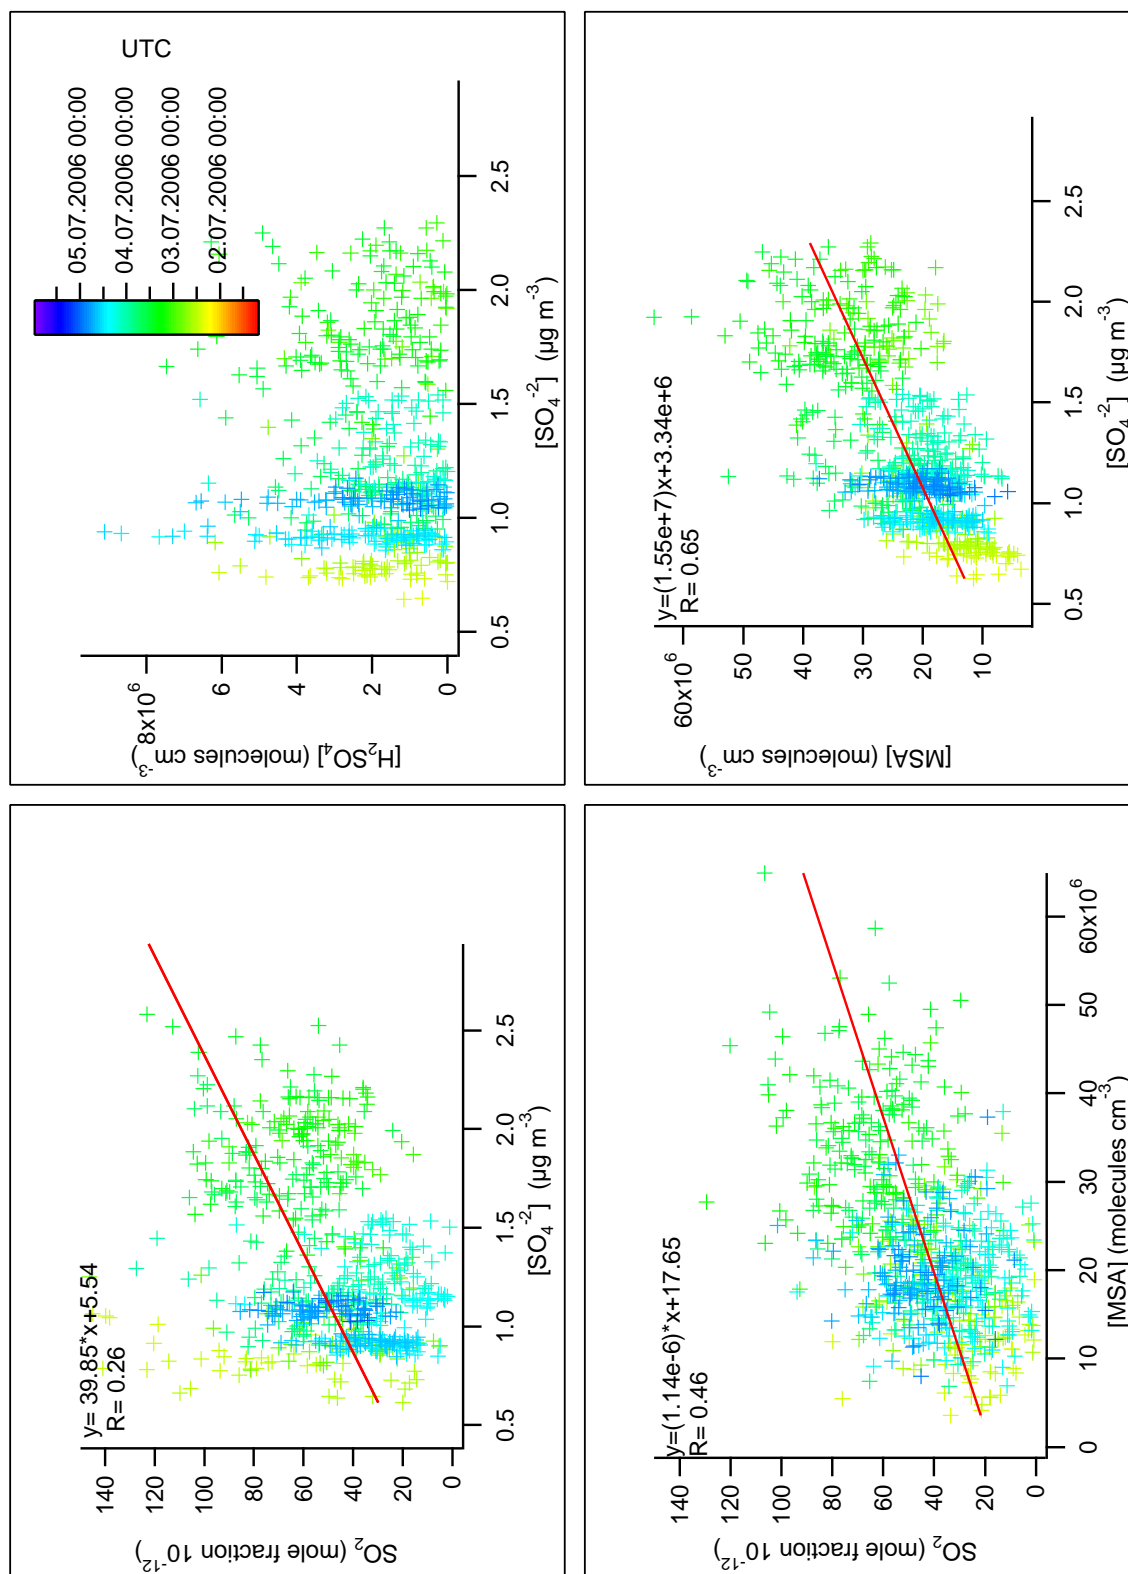 y= 39.85*x+5.54
R= 0.26
140
120
100
80
60
40
20
0
0.5
1.0
1.5
2.0
2.5
SO₂ (mole fraction 10⁻¹²)
[SO₄⁻²] (µg m⁻³)
UTC
05.07.2006 00:00
04.07.2006 00:00
03.07.2006 00:00
02.07.2006 00:00
8x10⁶
6
4
2
0
0.5
1.0
1.5
2.0
2.5
[H₂SO₄] (molecules cm⁻³)
[SO₄⁻²] (µg m⁻³)
y=(1.14e-6)*x+17.65
R= 0.46
140
120
100
80
60
40
20
0
0
10
20
30
40
50
60x10⁶
SO₂ (mole fraction 10⁻¹²)
[MSA] (molecules cm⁻³)
y=(1.55e+7)x+3.34e+6
R= 0.65
60x10⁶
50
40
30
20
10
0.5
1.0
1.5
2.0
2.5
[MSA] (molecules cm⁻³)
[SO₄⁻²] (µg m⁻³)